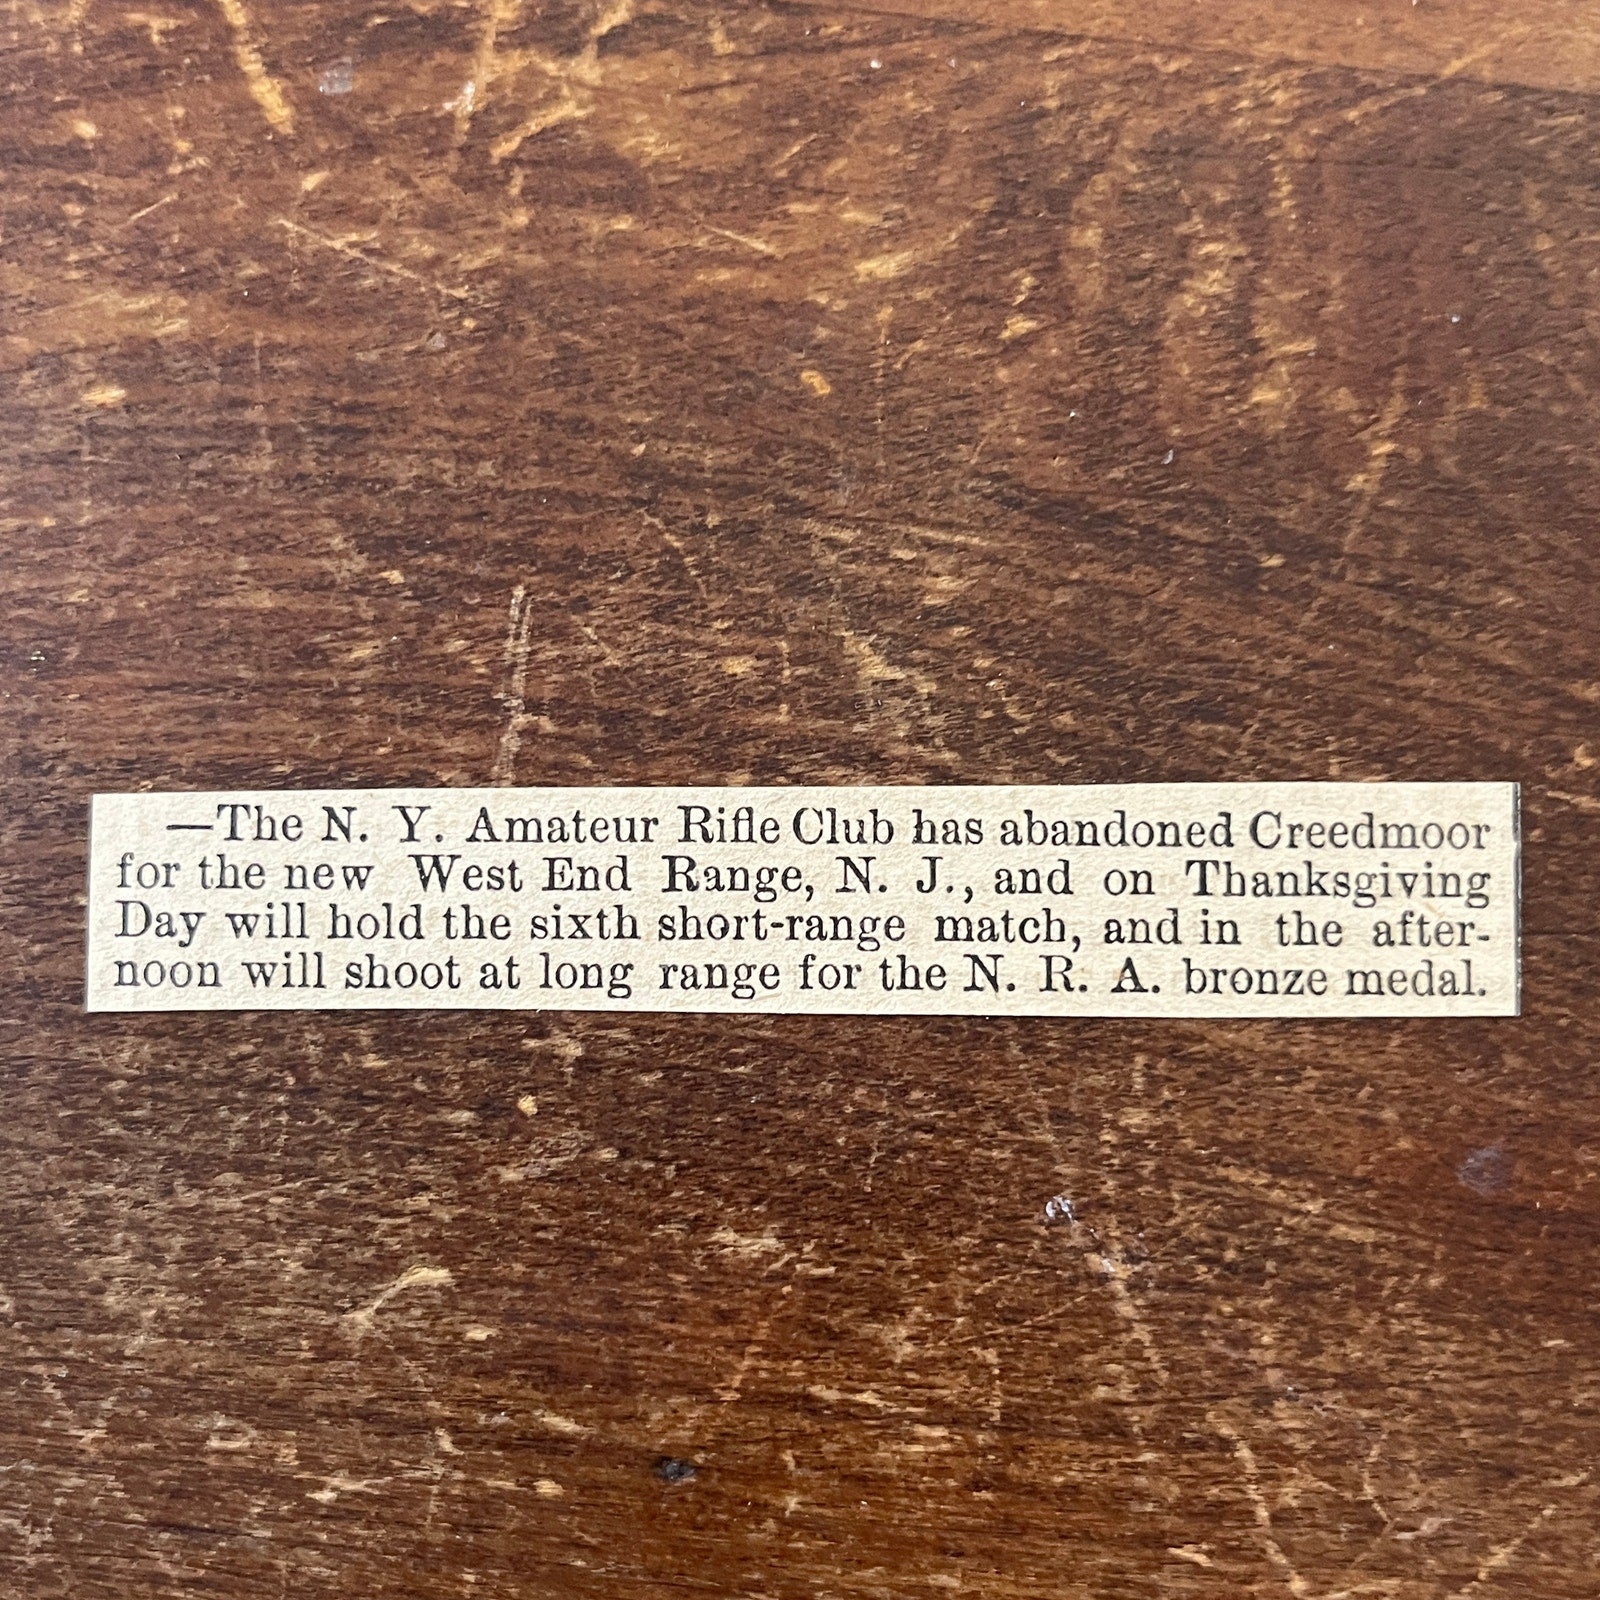 —The N. Y. Amateur Rifle Club has abandoned Creedmoor
for the new West End Range, N. J., and on Thanksgiving
Day will hold the sixth short-range match, and in the after-
noon will shoot at long range for the N. R. A. bronze medal.